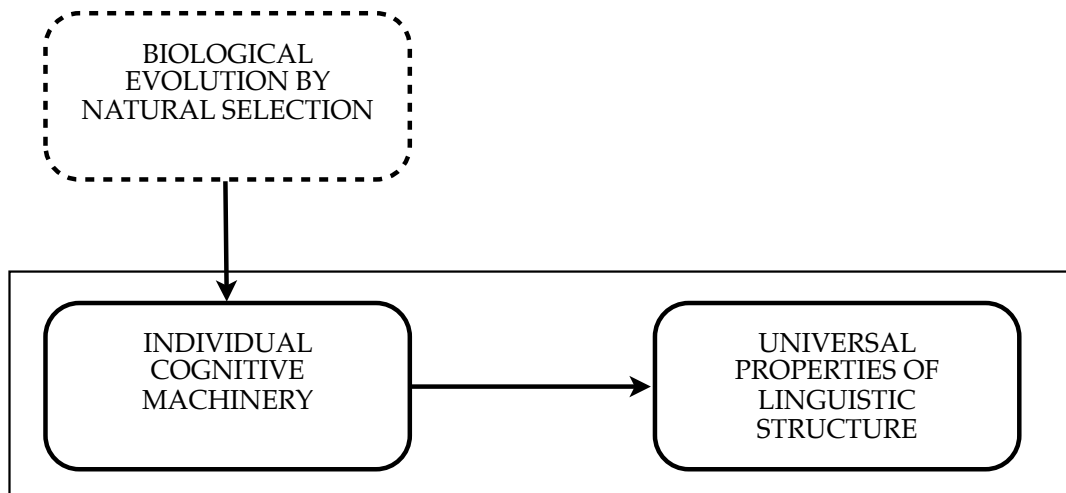 BIOLOGICAL
EVOLUTION BY
NATURAL SELECTION
INDIVIDUAL
COGNITIVE
MACHINERY
UNIVERSAL
PROPERTIES OF
LINGUISTIC
STRUCTURE